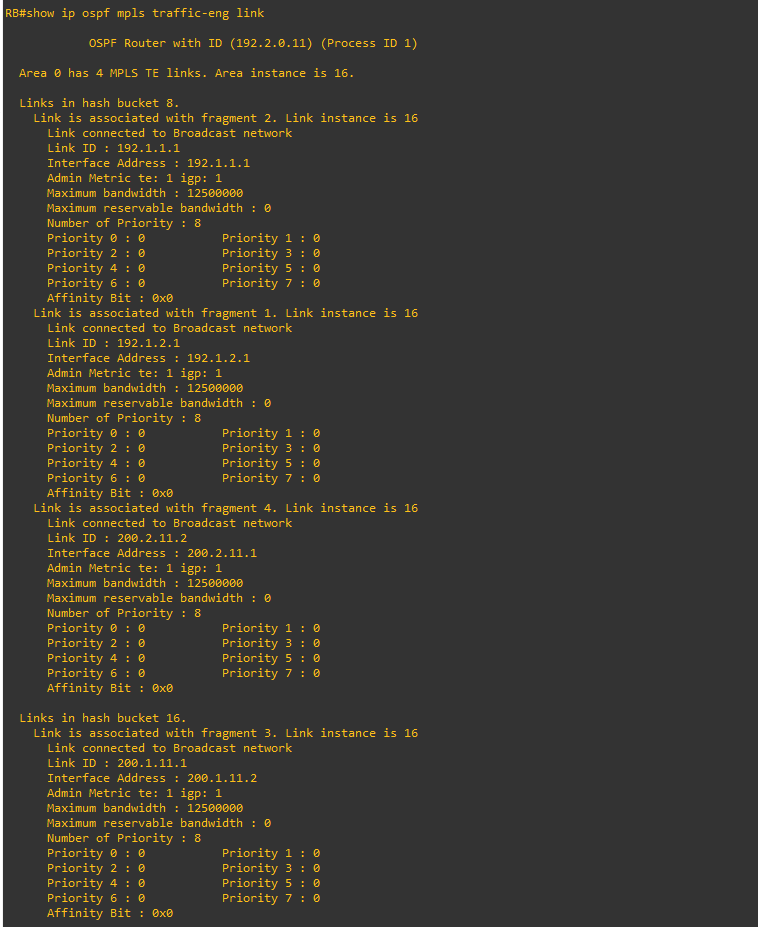 RB#show ip ospf mpls traffic-eng link
OSPF Router with ID (192.2.0.11) (Process ID 1)
Area 0 has 4 MPLS TE links. Area instance is 16.
Links in hash bucket 8.
Link is associated with fragment 2. Link instance is 16
Link connected to Broadcast network
Link ID : 192.1.1.1
Interface Address : 192.1.1.1
Admin Metric te: 1 igp: 1
Maximum bandwidth : 12500000
Maximum reservable bandwidth : 0
Number of Priority : 8
Priority 0 : 0 Priority 1 : 0
Priority 2 : 0 Priority 3 : 0
Priority 4 : 0 Priority 5 : 0
Priority 6 : 0 Priority 7 : 0
Affinity Bit : 0x0
Link is associated with fragment 1. Link instance is 16
Link connected to Broadcast network
Link ID : 192.1.2.1
Interface Address : 192.1.2.1
Admin Metric te: 1 igp: 1
Maximum bandwidth : 12500000
Maximum reservable bandwidth : 0
Number of Priority : 8
Priority 0 : 0 Priority 1 : 0
Priority 2 : 0 Priority 3 : 0
Priority 4 : 0 Priority 5 : 0
Priority 6 : 0 Priority 7 : 0
Affinity Bit : 0x0
Link is associated with fragment 4. Link instance is 16
Link connected to Broadcast network
Link ID : 200.2.11.2
Interface Address : 200.2.11.1
Admin Metric te: 1 igp: 1
Maximum bandwidth : 12500000
Maximum reservable bandwidth : 0
Number of Priority : 8
Priority 0 : 0 Priority 1 : 0
Priority 2 : 0 Priority 3 : 0
Priority 4 : 0 Priority 5 : 0
Priority 6 : 0 Priority 7 : 0
Affinity Bit : 0x0
Links in hash bucket 16.
Link is associated with fragment 3. Link instance is 16
Link connected to Broadcast network
Link ID : 200.1.11.1
Interface Address : 200.1.11.2
Admin Metric te: 1 igp: 1
Maximum bandwidth : 12500000
Maximum reservable bandwidth : 0
Number of Priority : 8
Priority 0 : 0 Priority 1 : 0
Priority 2 : 0 Priority 3 : 0
Priority 4 : 0 Priority 5 : 0
Priority 6 : 0 Priority 7 : 0
Affinity Bit : 0x0